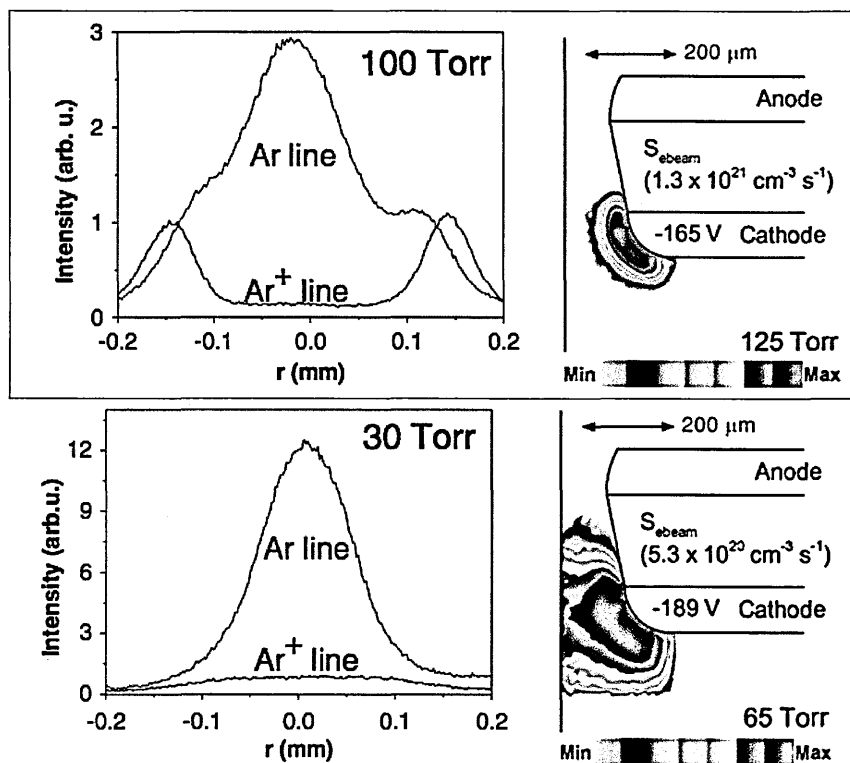 3
2
1
0
Intensity (arb. u.)
100 Torr
Ar line
Ar+ line
-0.2 -0.1 0.0 0.1 0.2
r (mm)
200 µm
Anode
Sebeam
(1.3 x 10²¹ cm⁻³ s⁻¹)
-165 V Cathode
125 Torr
Min Max
12
9
6
3
0
Intensity (arb.u.)
30 Torr
Ar line
Ar+ line
-0.2 -0.1 0.0 0.1 0.2
r (mm)
200 µm
Anode
Sebeam
(5.3 x 10²⁰ cm⁻³ s⁻¹)
-189 V Cathode
65 Torr
Min Max